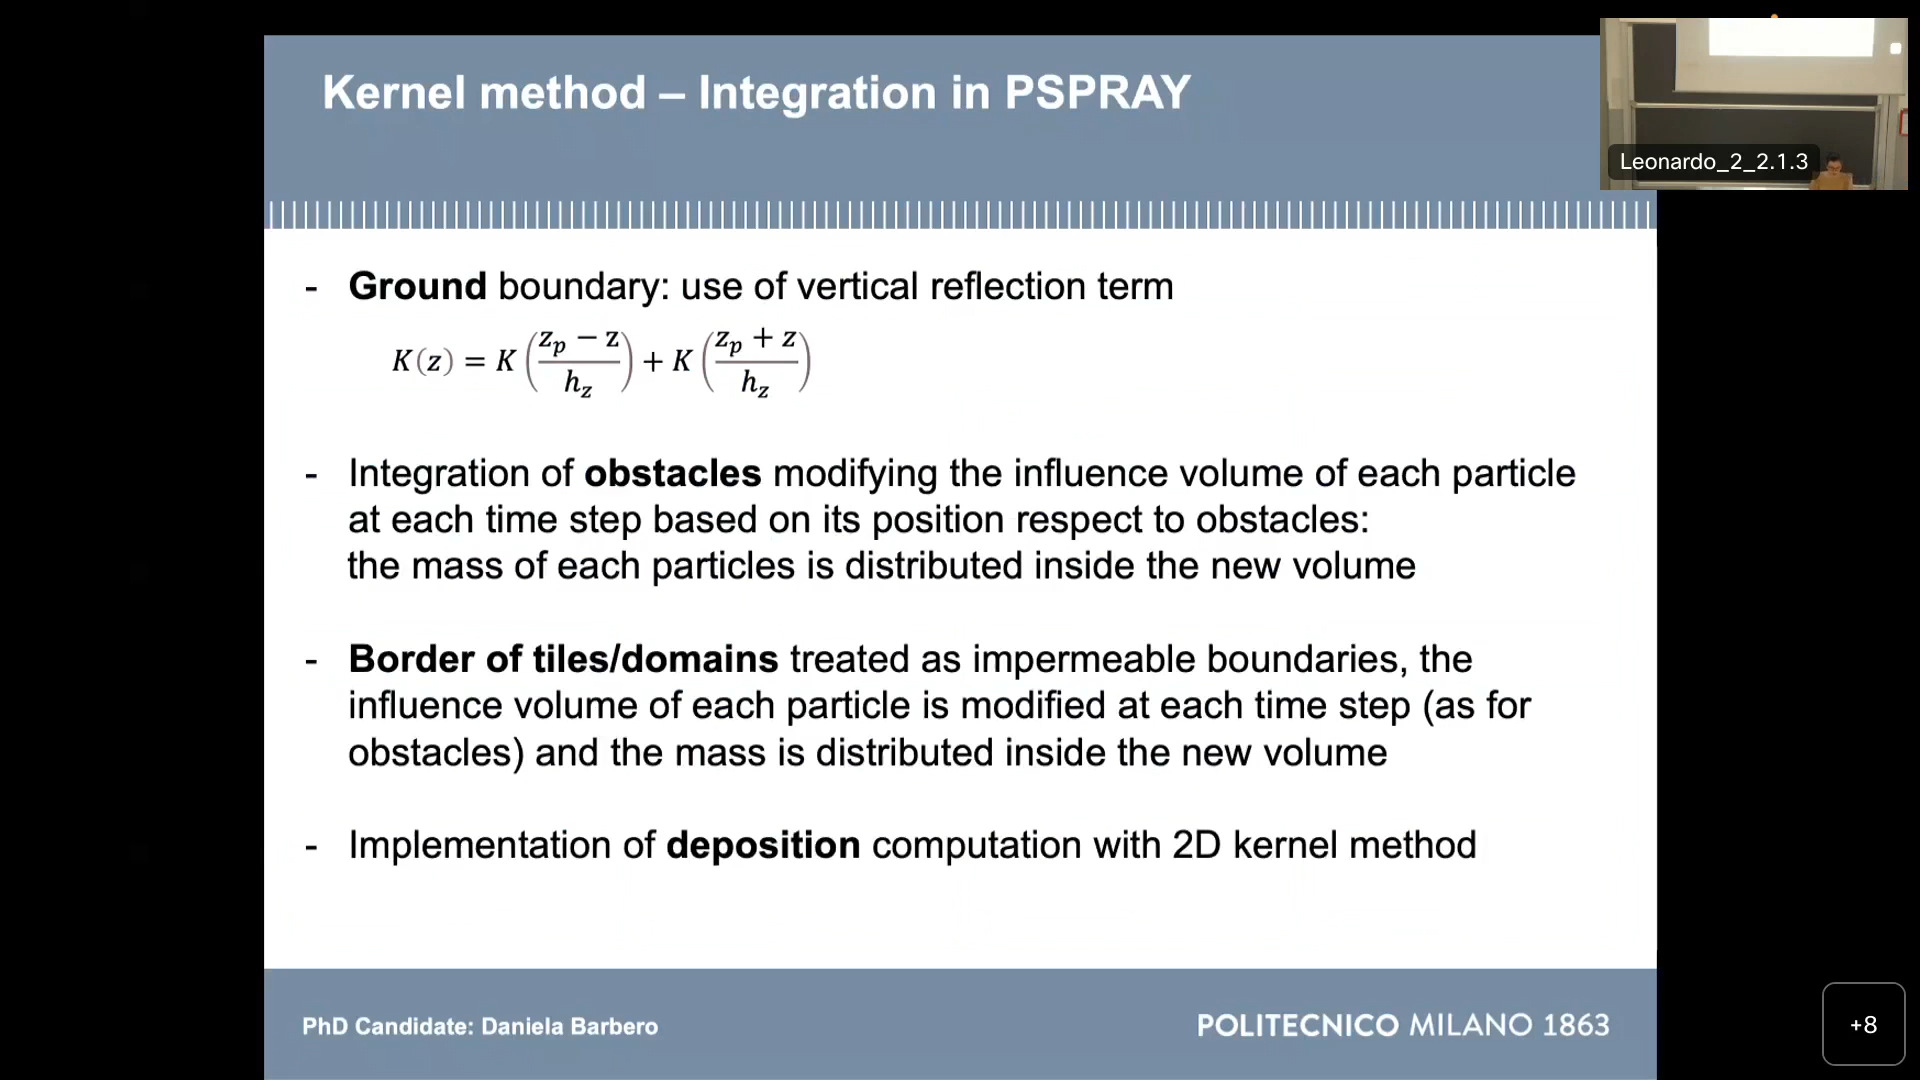 Kernel method – Integration in PSPRAY
Leonardo_2_2.1.3
- Ground boundary: use of vertical reflection term
K(z) = K((z_p − z)/h_z) + K((z_p + z)/h_z)
- Integration of obstacles modifying the influence volume of each particle
at each time step based on its position respect to obstacles:
the mass of each particles is distributed inside the new volume
- Border of tiles/domains treated as impermeable boundaries, the
influence volume of each particle is modified at each time step (as for
obstacles) and the mass is distributed inside the new volume
- Implementation of deposition computation with 2D kernel method
PhD Candidate: Daniela Barbero
POLITECNICO MILANO 1863
+8